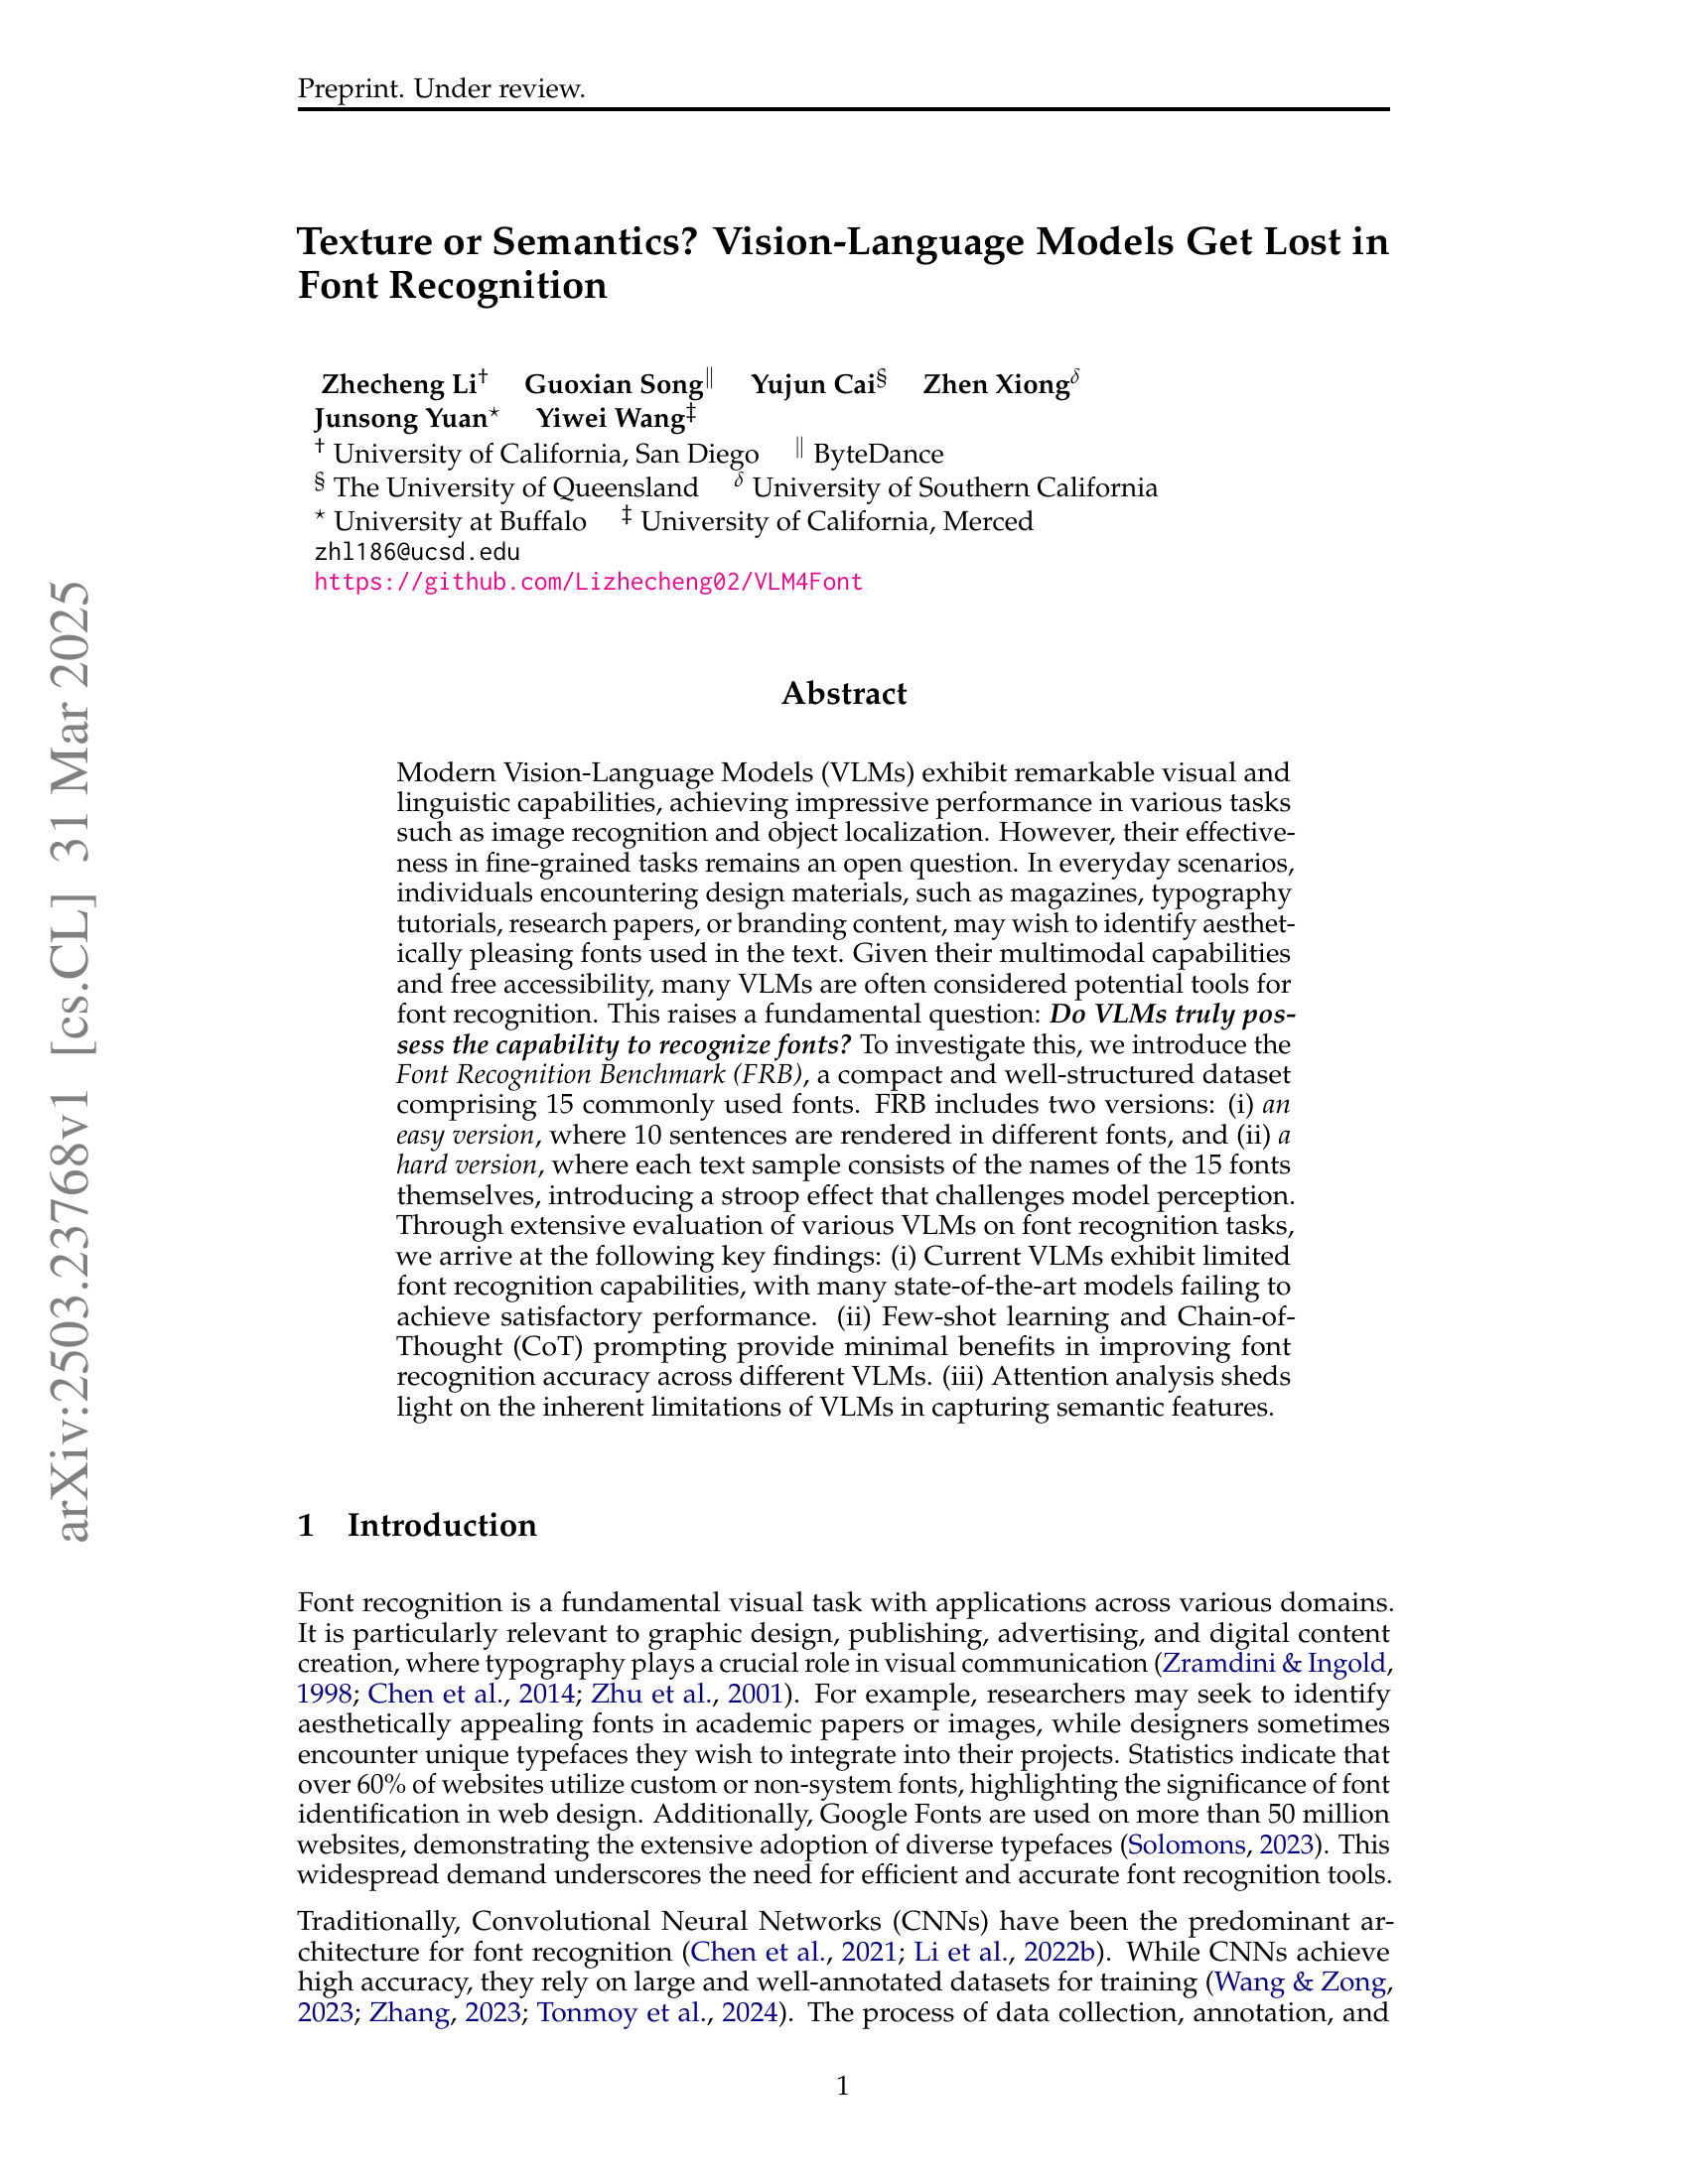 Preprint. Under review.
Texture or Semantics? Vision-Language Models Get Lost in
Font Recognition
Zhecheng Li† Guoxian Song∥ Yujun Cai§ Zhen Xiongδ
Junsong Yuan⋆ Yiwei Wang‡
† University of California, San Diego ∥ ByteDance
§ The University of Queensland δ University of Southern California
⋆ University at Buffalo ‡ University of California, Merced
zhl186@ucsd.edu
https://github.com/Lizhecheng02/VLM4Font
Abstract
Modern Vision-Language Models (VLMs) exhibit remarkable visual and
linguistic capabilities, achieving impressive performance in various tasks
such as image recognition and object localization. However, their effective-
ness in fine-grained tasks remains an open question. In everyday scenarios,
individuals encountering design materials, such as magazines, typography
tutorials, research papers, or branding content, may wish to identify aesthet-
ically pleasing fonts used in the text. Given their multimodal capabilities
and free accessibility, many VLMs are often considered potential tools for
font recognition. This raises a fundamental question: Do VLMs truly pos-
sess the capability to recognize fonts? To investigate this, we introduce the
Font Recognition Benchmark (FRB), a compact and well-structured dataset
comprising 15 commonly used fonts. FRB includes two versions: (i) an
easy version, where 10 sentences are rendered in different fonts, and (ii) a
hard version, where each text sample consists of the names of the 15 fonts
themselves, introducing a stroop effect that challenges model perception.
Through extensive evaluation of various VLMs on font recognition tasks,
we arrive at the following key findings: (i) Current VLMs exhibit limited
font recognition capabilities, with many state-of-the-art models failing to
achieve satisfactory performance. (ii) Few-shot learning and Chain-of-
Thought (CoT) prompting provide minimal benefits in improving font
recognition accuracy across different VLMs. (iii) Attention analysis sheds
light on the inherent limitations of VLMs in capturing semantic features.
1 Introduction
Font recognition is a fundamental visual task with applications across various domains.
It is particularly relevant to graphic design, publishing, advertising, and digital content
creation, where typography plays a crucial role in visual communication (Zramdini & Ingold,
1998; Chen et al., 2014; Zhu et al., 2001). For example, researchers may seek to identify
aesthetically appealing fonts in academic papers or images, while designers sometimes
encounter unique typefaces they wish to integrate into their projects. Statistics indicate that
over 60% of websites utilize custom or non-system fonts, highlighting the significance of font
identification in web design. Additionally, Google Fonts are used on more than 50 million
websites, demonstrating the extensive adoption of diverse typefaces (Solomons, 2023). This
widespread demand underscores the need for efficient and accurate font recognition tools.
Traditionally, Convolutional Neural Networks (CNNs) have been the predominant ar-
chitecture for font recognition (Chen et al., 2021; Li et al., 2022b). While CNNs achieve
high accuracy, they rely on large and well-annotated datasets for training (Wang & Zong,
2023; Zhang, 2023; Tonmoy et al., 2024). The process of data collection, annotation, and
1
arXiv:2503.23768v1 [cs.CL] 31 Mar 2025